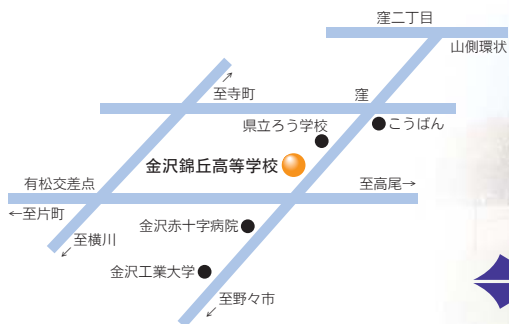 窪二丁目
山側環状
至寺町
窪
県立ろう学校
こうばん
金沢錦丘高等学校
有松交差点
至高尾→
←至片町
金沢赤十字病院
至横川
金沢工業大学
至野々市